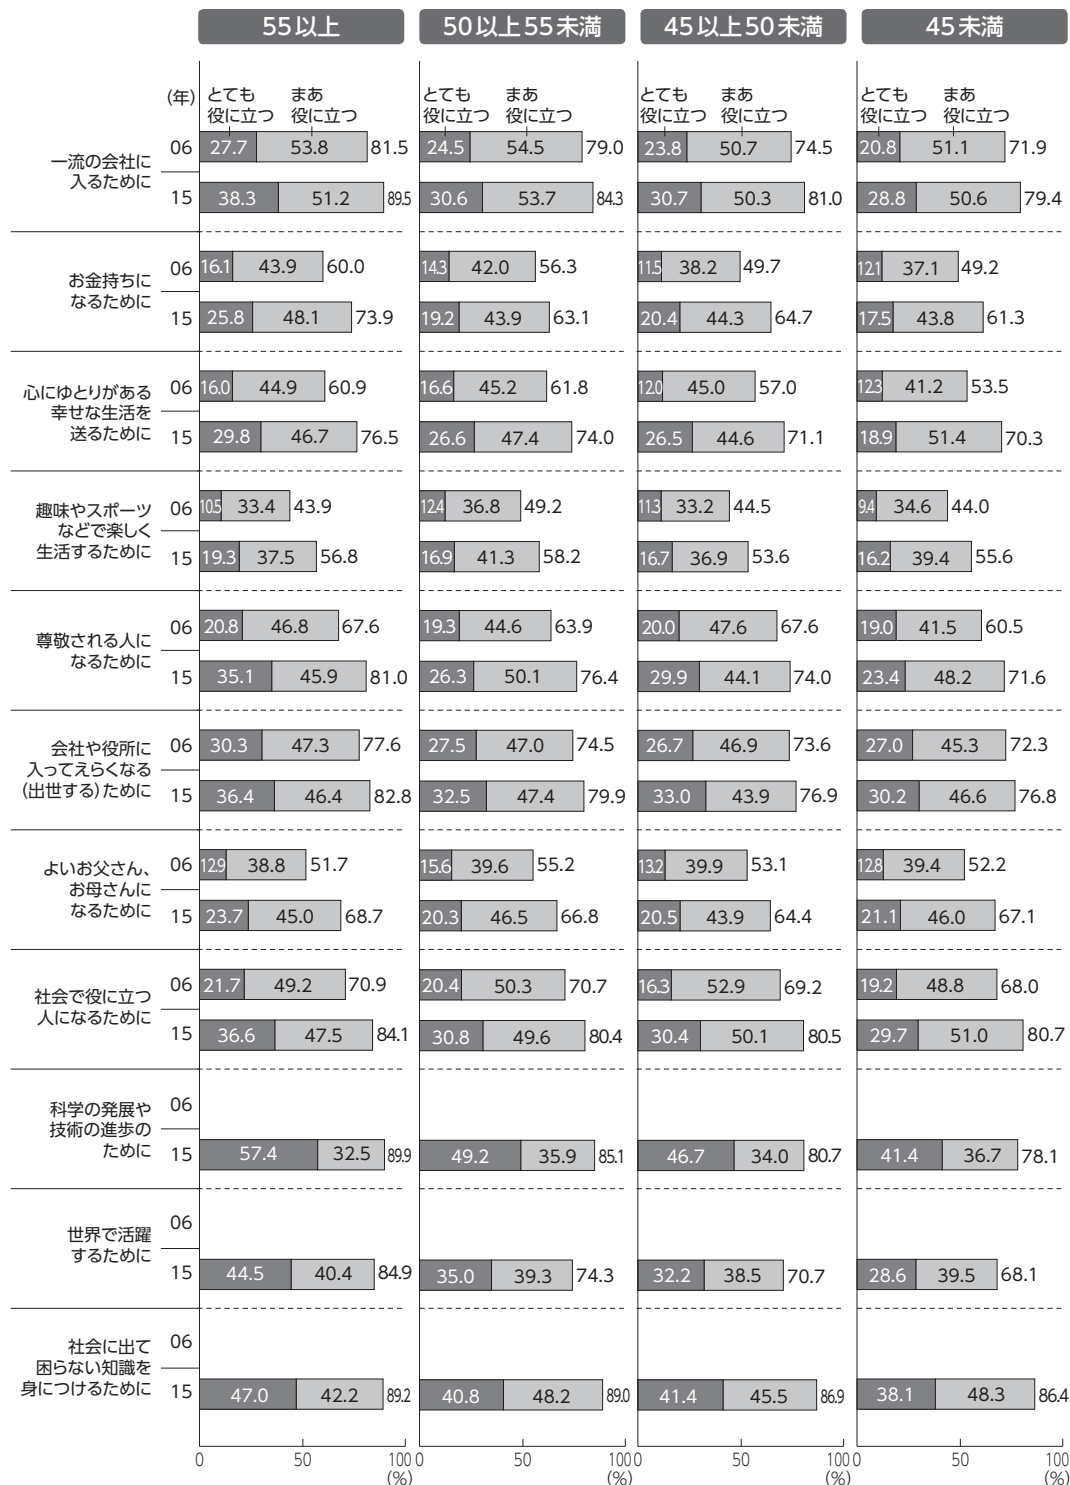 55以上 50以上55未満 45以上50未満 45未満
(年) とても まあ とても まあ とても まあ とても まあ
役に立つ 役に立つ 役に立つ 役に立つ 役に立つ 役に立つ 役に立つ 役に立つ
一流の会社に
入るために
06 27.7 53.8 81.5 24.5 54.5 79.0 23.8 50.7 74.5 20.8 51.1 71.9
15 38.3 51.2 89.5 30.6 53.7 84.3 30.7 50.3 81.0 28.8 50.6 79.4
お金持ちに
なるために
06 16.1 43.9 60.0 14.3 42.0 56.3 11.5 38.2 49.7 12.1 37.1 49.2
15 25.8 48.1 73.9 19.2 43.9 63.1 20.4 44.3 64.7 17.5 43.8 61.3
心にゆとりがある
幸せな生活を
送るために
06 16.0 44.9 60.9 16.6 45.2 61.8 12.0 45.0 57.0 12.3 41.2 53.5
15 29.8 46.7 76.5 26.6 47.4 74.0 26.5 44.6 71.1 18.9 51.4 70.3
趣味やスポーツ
などで楽しく
生活するために
06 10.5 33.4 43.9 12.4 36.8 49.2 11.3 33.2 44.5 9.4 34.6 44.0
15 19.3 37.5 56.8 16.9 41.3 58.2 16.7 36.9 53.6 16.2 39.4 55.6
尊敬される人に
なるために
06 20.8 46.8 67.6 19.3 44.6 63.9 20.0 47.6 67.6 19.0 41.5 60.5
15 35.1 45.9 81.0 26.3 50.1 76.4 29.9 44.1 74.0 23.4 48.2 71.6
会社や役所に
入ってえらくなる
(出世する)ために
06 30.3 47.3 77.6 27.5 47.0 74.5 26.7 46.9 73.6 27.0 45.3 72.3
15 36.4 46.4 82.8 32.5 47.4 79.9 33.0 43.9 76.9 30.2 46.6 76.8
よいお父さん、
お母さんに
なるために
06 12.9 38.8 51.7 15.6 39.6 55.2 13.2 39.9 53.1 12.8 39.4 52.2
15 23.7 45.0 68.7 20.3 46.5 66.8 20.5 43.9 64.4 21.1 46.0 67.1
社会で役に立つ
人になるために
06 21.7 49.2 70.9 20.4 50.3 70.7 16.3 52.9 69.2 19.2 48.8 68.0
15 36.6 47.5 84.1 30.8 49.6 80.4 30.4 50.1 80.5 29.7 51.0 80.7
科学の発展や
技術の進歩の
ために
06
15 57.4 32.5 89.9 49.2 35.9 85.1 46.7 34.0 80.7 41.4 36.7 78.1
世界で活躍
するために
06
15 44.5 40.4 84.9 35.0 39.3 74.3 32.2 38.5 70.7 28.6 39.5 68.1
社会に出て
困らない知識を
身につけるために
06
15 47.0 42.2 89.2 40.8 48.2 89.0 41.4 45.5 86.9 38.1 48.3 86.4
0 50 100 0 50 100 0 50 100 0 50 100
(%) (%) (%) (%)